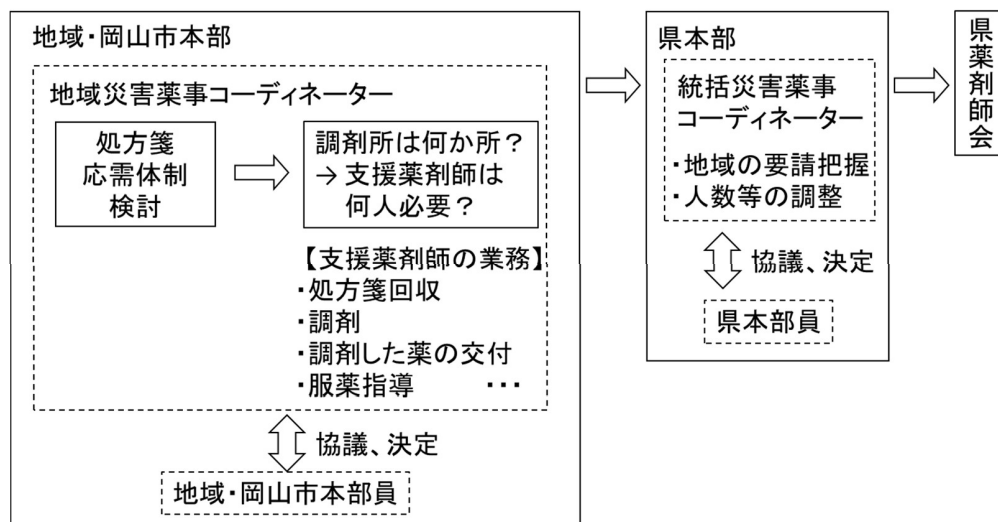 地域・岡山市本部
地域災害薬事コーディネーター
処方箋
応需体制
検討
調剤所は何か所？
→ 支援薬剤師は
何人必要？
【支援薬剤師の業務】
・処方箋回収
・調剤
・調剤した薬の交付
・服薬指導　　・・・
協議、決定
地域・岡山市本部員
県本部
統括災害薬事
コーディネーター
・地域の要請把握
・人数等の調整
協議、決定
県本部員
県薬剤師会